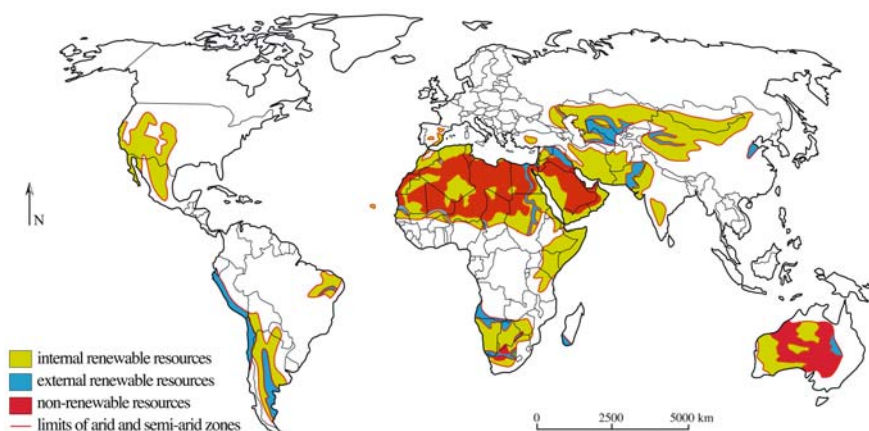 N
internal renewable resources
external renewable resources
non-renewable resources
limits of arid and semi-arid zones
0 2500 5000 km